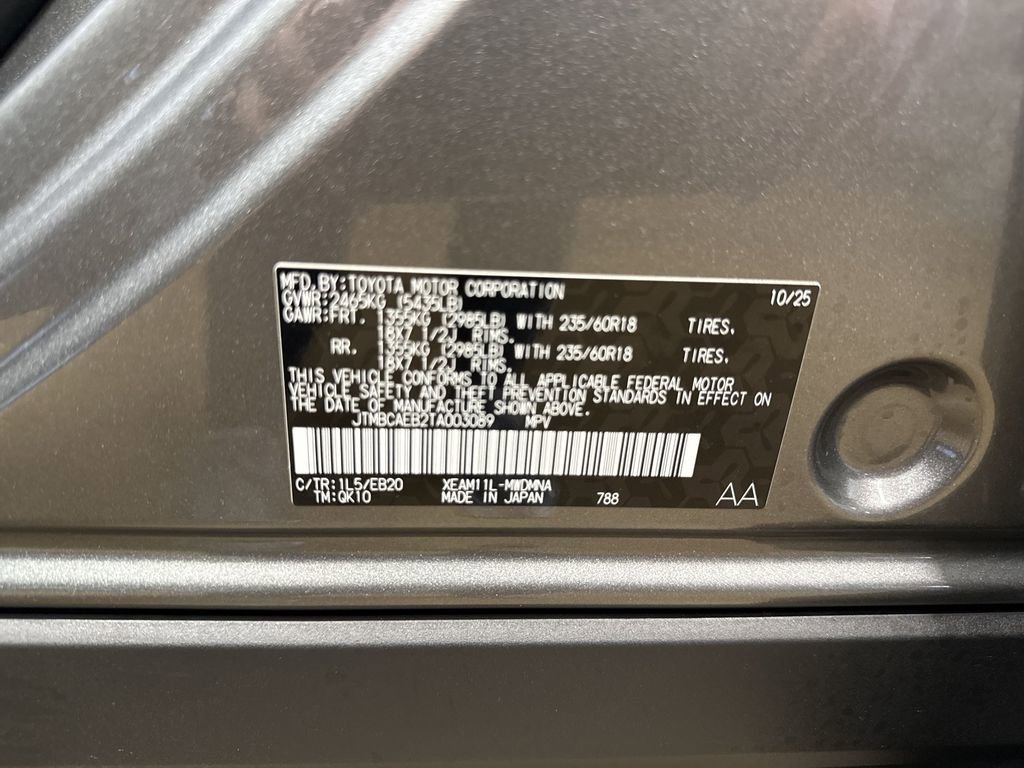 MFD.BY:TOYOTA MOTOR CORPORATION 10/25
GVWR:2465KG (5435LB)
GAWR:FRT. 1355KG (2985LB) WITH 235/60R18 TIRES,
18X7 1/2J RIMS.
RR. 1355KG (2985LB) WITH 235/60R18 TIRES,
18X7 1/2J RIMS.
THIS VEHICLE CONFORMS TO ALL APPLICABLE FEDERAL MOTOR
VEHICLE SAFETY AND THEFT PREVENTION STANDARDS IN EFFECT ON
THE DATE OF MANUFACTURE SHOWN ABOVE.
JTMBCAEB2TA003089 MPV
C/TR:1L5/EB20 XEAM11L-MWDMNA
TM:QK10 MADE IN JAPAN 788 AA